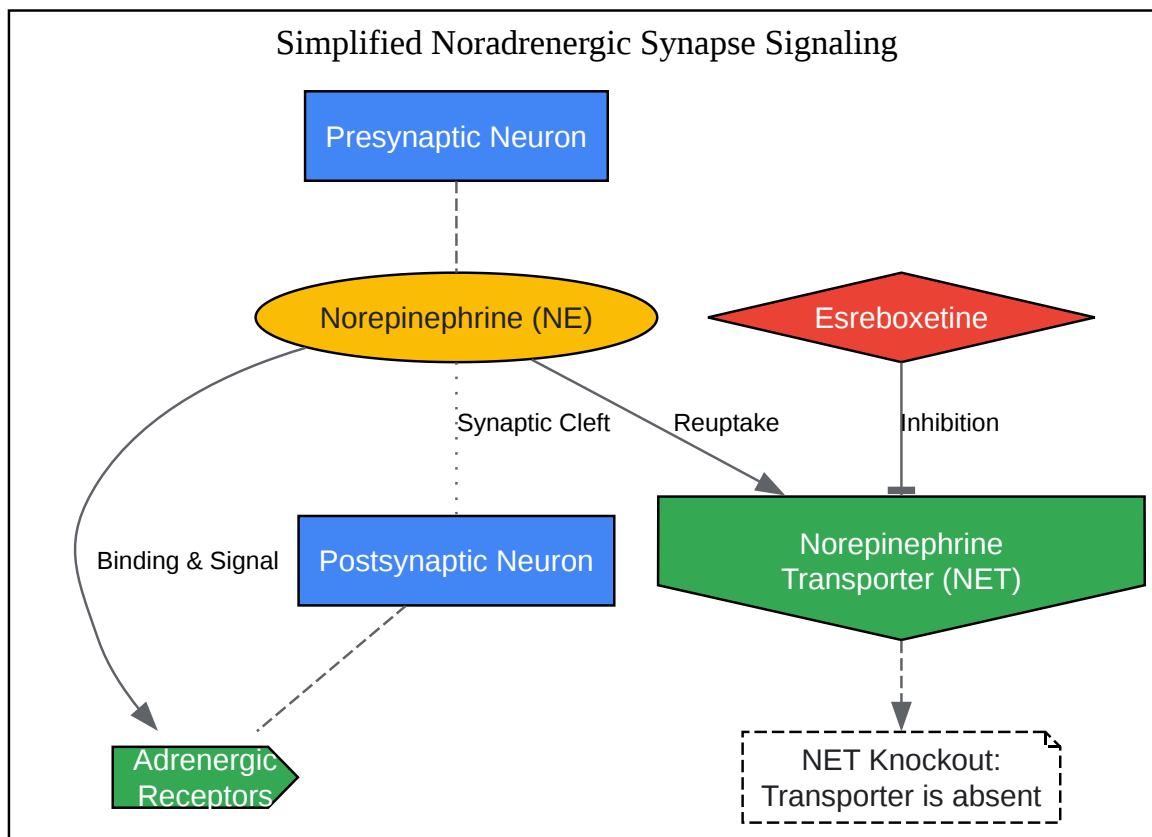 Simplified Noradrenergic Synapse Signaling
Presynaptic Neuron
Norepinephrine (NE)
Esreboxetine
Synaptic Cleft
Reuptake
Inhibition
Binding & Signal
Postsynaptic Neuron
Norepinephrine
Transporter (NET)
Adrenergic
Receptors
NET Knockout:
Transporter is absent